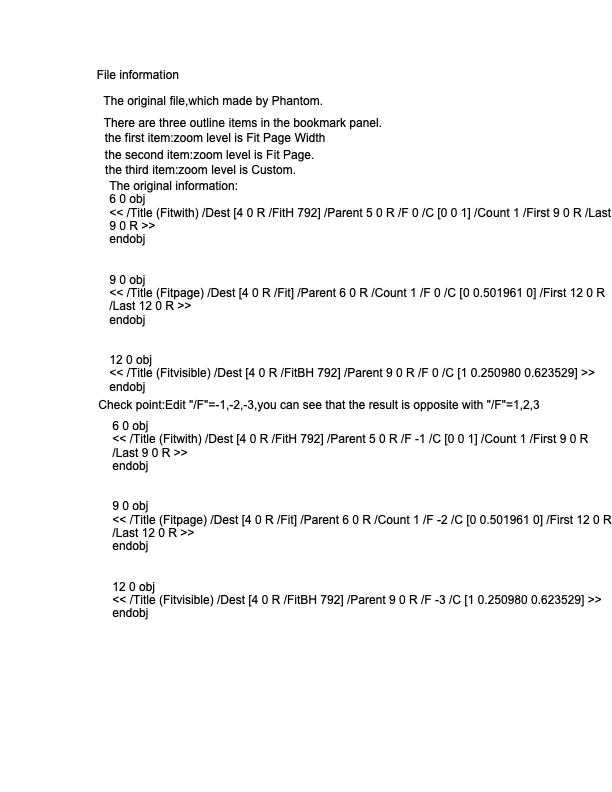 File information
The original file,which made by Phantom.
There are three outline items in the bookmark panel.
the first item:zoom level is Fit Page Width
the second item:zoom level is Fit Page.
the third item:zoom level is Custom.
The original information:
6 0 obj
<< /Title (Fitwith) /Dest [4 0 R /FitH 792] /Parent 5 0 R /F 0 /C [0 0 1] /Count 1 /First 9 0 R /Last
9 0 R >>
endobj
9 0 obj
<< /Title (Fitpage) /Dest [4 0 R /Fit] /Parent 6 0 R /Count 1 /F 0 /C [0 0.501961 0] /First 12 0 R
/Last 12 0 R >>
endobj
12 0 obj
<< /Title (Fitvisible) /Dest [4 0 R /FitBH 792] /Parent 9 0 R /F 0 /C [1 0.250980 0.623529] >>
endobj
Check point:Edit "/F"=-1,-2,-3,you can see that the result is opposite with "/F"=1,2,3
6 0 obj
<< /Title (Fitwith) /Dest [4 0 R /FitH 792] /Parent 5 0 R /F -1 /C [0 0 1] /Count 1 /First 9 0 R
/Last 9 0 R >>
endobj
9 0 obj
<< /Title (Fitpage) /Dest [4 0 R /Fit] /Parent 6 0 R /Count 1 /F -2 /C [0 0.501961 0] /First 12 0 R
/Last 12 0 R >>
endobj
12 0 obj
<< /Title (Fitvisible) /Dest [4 0 R /FitBH 792] /Parent 9 0 R /F -3 /C [1 0.250980 0.623529] >>
endobj